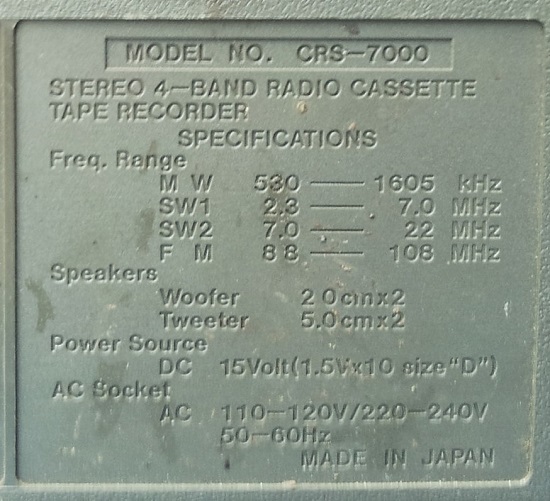 MODEL NO. CRS-7000
STEREO 4-BAND RADIO CASSETTE
TAPE RECORDER
SPECIFICATIONS
Freq. Range
M W 530 — 1605 kHz
SW1 2.3 — 7.0 MHz
SW2 7.0 — 22 MHz
F M 88 — 108 MHz
Speakers
Woofer 20cmx2
Tweeter 5.0cmx2
Power Source
DC 15Volt(1.5Vx10 size "D")
AC Socket
AC 110-120V/220-240V
50-60Hz
MADE IN JAPAN